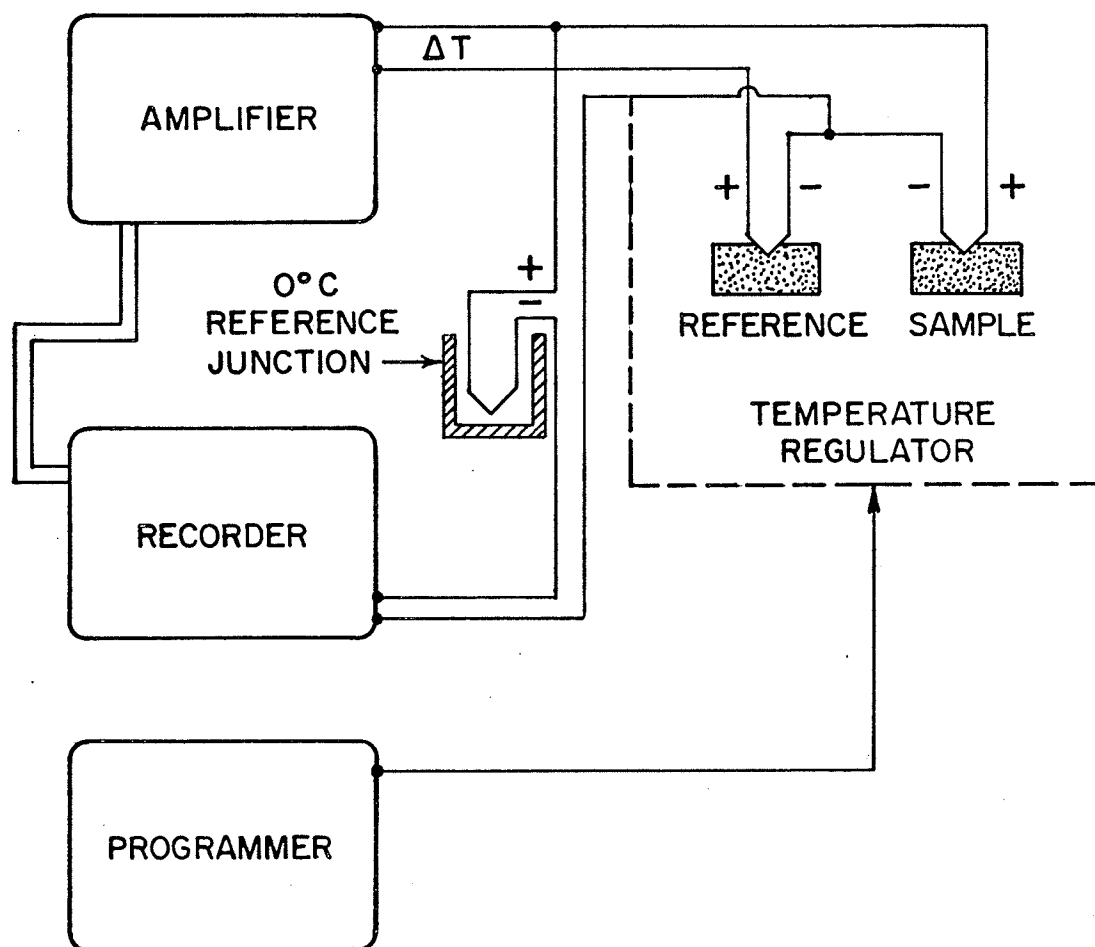 ΔT
AMPLIFIER
+ - - +
0° C
REFERENCE
JUNCTION
+
-
REFERENCE
SAMPLE
TEMPERATURE
REGULATOR
RECORDER
PROGRAMMER